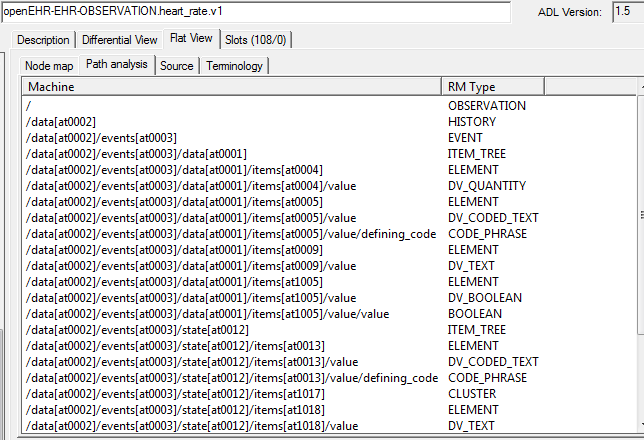 openEHR-EHR-OBSERVATION.heart_rate.v1 ADL Version: 1.5
Description Differential View Flat View Slots (108/0)
Node map Path analysis Source Terminology
Machine RM Type
/ OBSERVATION
/data[at0002] HISTORY
/data[at0002]/events[at0003] EVENT
/data[at0002]/events[at0003]/data[at0001] ITEM_TREE
/data[at0002]/events[at0003]/data[at0001]/items[at0004] ELEMENT
/data[at0002]/events[at0003]/data[at0001]/items[at0004]/value DV_QUANTITY
/data[at0002]/events[at0003]/data[at0001]/items[at0005] ELEMENT
/data[at0002]/events[at0003]/data[at0001]/items[at0005]/value DV_CODED_TEXT
/data[at0002]/events[at0003]/data[at0001]/items[at0005]/value/defining_code CODE_PHRASE
/data[at0002]/events[at0003]/data[at0001]/items[at0009] ELEMENT
/data[at0002]/events[at0003]/data[at0001]/items[at0009]/value DV_TEXT
/data[at0002]/events[at0003]/data[at0001]/items[at1005] ELEMENT
/data[at0002]/events[at0003]/data[at0001]/items[at1005]/value DV_BOOLEAN
/data[at0002]/events[at0003]/data[at0001]/items[at1005]/value/value BOOLEAN
/data[at0002]/events[at0003]/state[at0012] ITEM_TREE
/data[at0002]/events[at0003]/state[at0012]/items[at0013] ELEMENT
/data[at0002]/events[at0003]/state[at0012]/items[at0013]/value DV_CODED_TEXT
/data[at0002]/events[at0003]/state[at0012]/items[at0013]/value/defining_code CODE_PHRASE
/data[at0002]/events[at0003]/state[at0012]/items[at1017] CLUSTER
/data[at0002]/events[at0003]/state[at0012]/items[at1018] ELEMENT
/data[at0002]/events[at0003]/state[at0012]/items[at1018]/value DV_TEXT